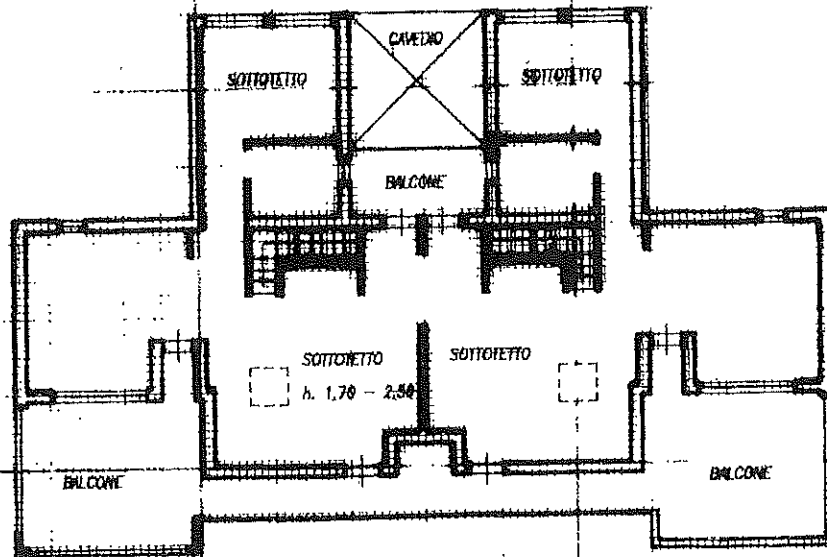 CAVEDIO
SOTTOTETTO
SOTTOTETTO
BALCONE
SOTTOTETTO
h. 1,70 - 2,50
SOTTOTETTO
BALCONE
BALCONE